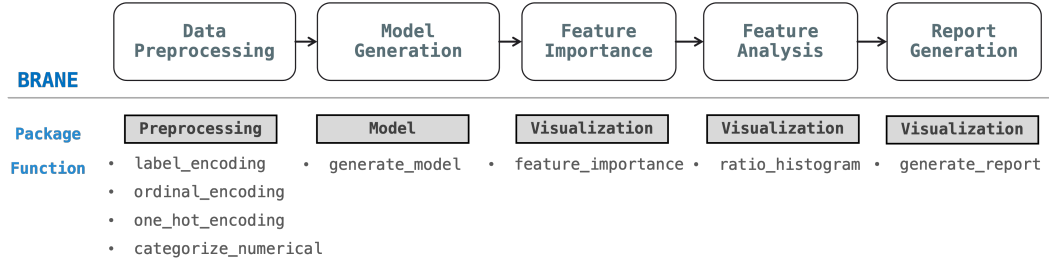 Data Preprocessing
Model Generation
Feature Importance
Feature Analysis
Report Generation
BRANE
Package
Preprocessing
Model
Visualization
Visualization
Visualization
Function
• label_encoding
• ordinal_encoding
• one_hot_encoding
• categorize_numerical
• generate_model
• feature_importance
• ratio_histogram
• generate_report